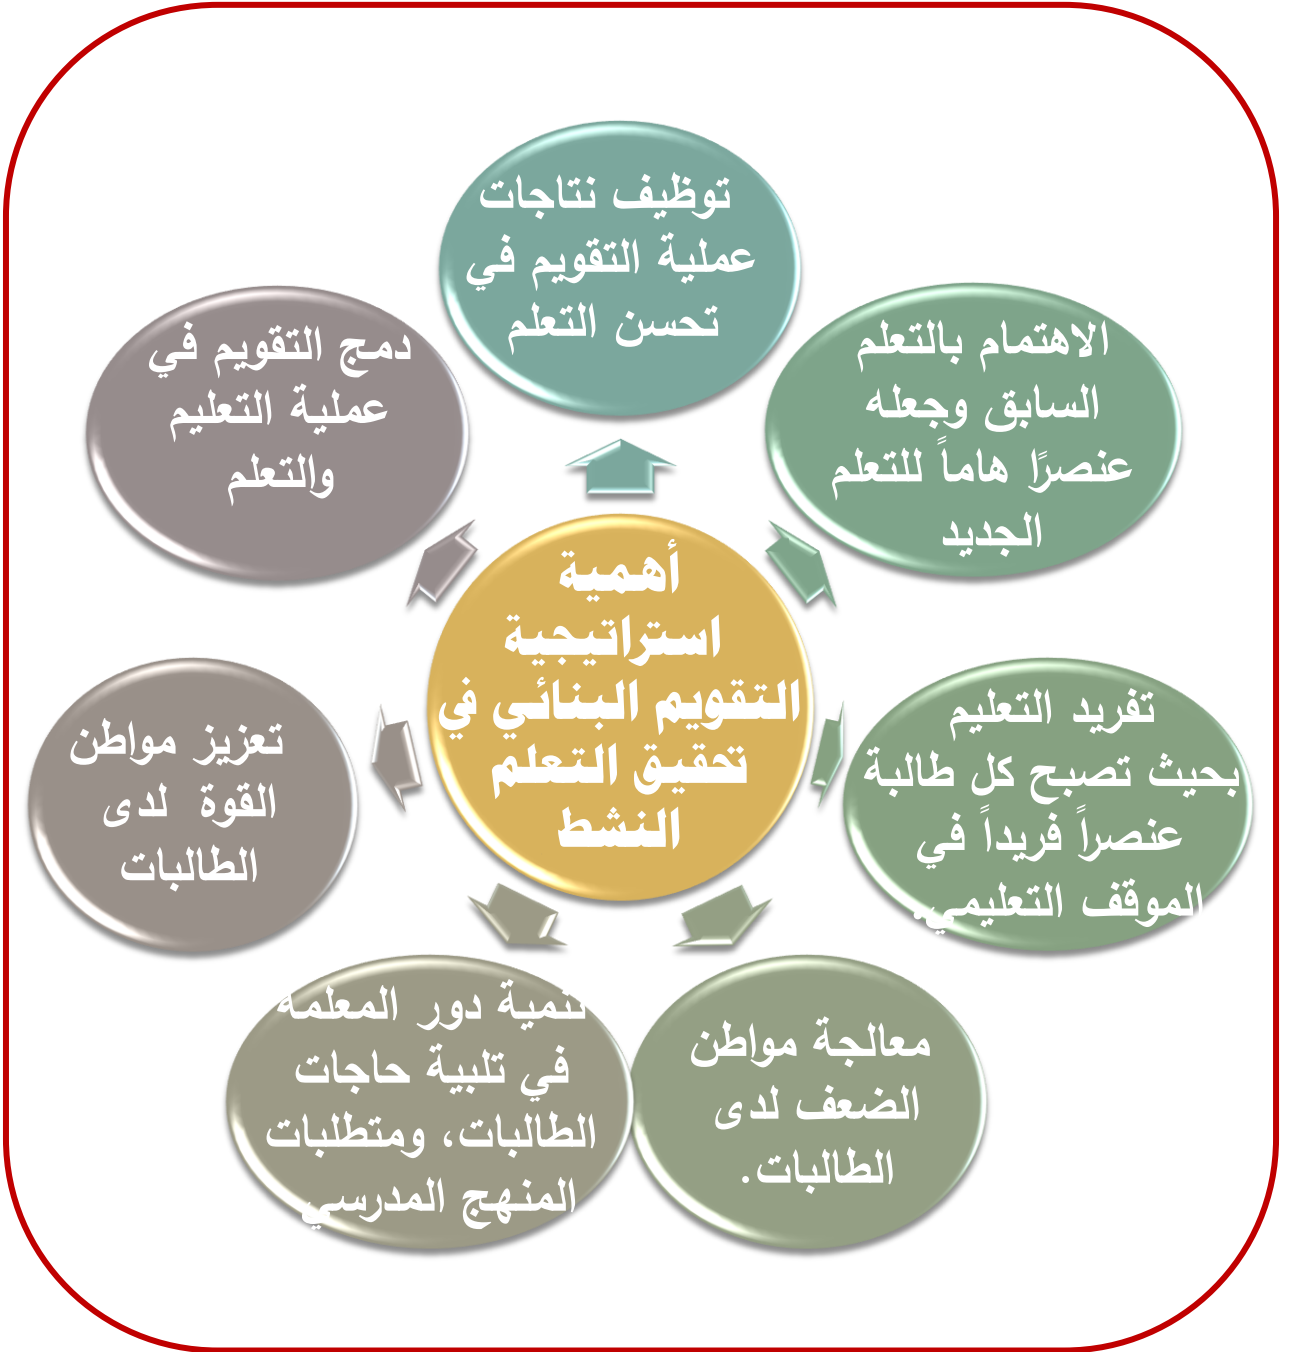 توظيف نتاجات
عملية التقويم في
تحسن التعلم
الاهتمام بالتعلم
السابق وجعله
عنصرًا هاماً للتعلم
الجديد
تفريد التعليم
بحيث تصبح كل طالبة
عنصراً فريداً في
الموقف التعليمي.
معالجة مواطن
الضعف لدى
الطالبات.
تنمية دور المعلمة
في تلبية حاجات
الطالبات، ومتطلبات
المنهج المدرسي
تعزيز مواطن
القوة لدى
الطالبات
دمج التقويم في
عملية التعليم
والتعلم
أهمية
استراتيجية
التقويم البنائي في
تحقيق التعلم
النشط